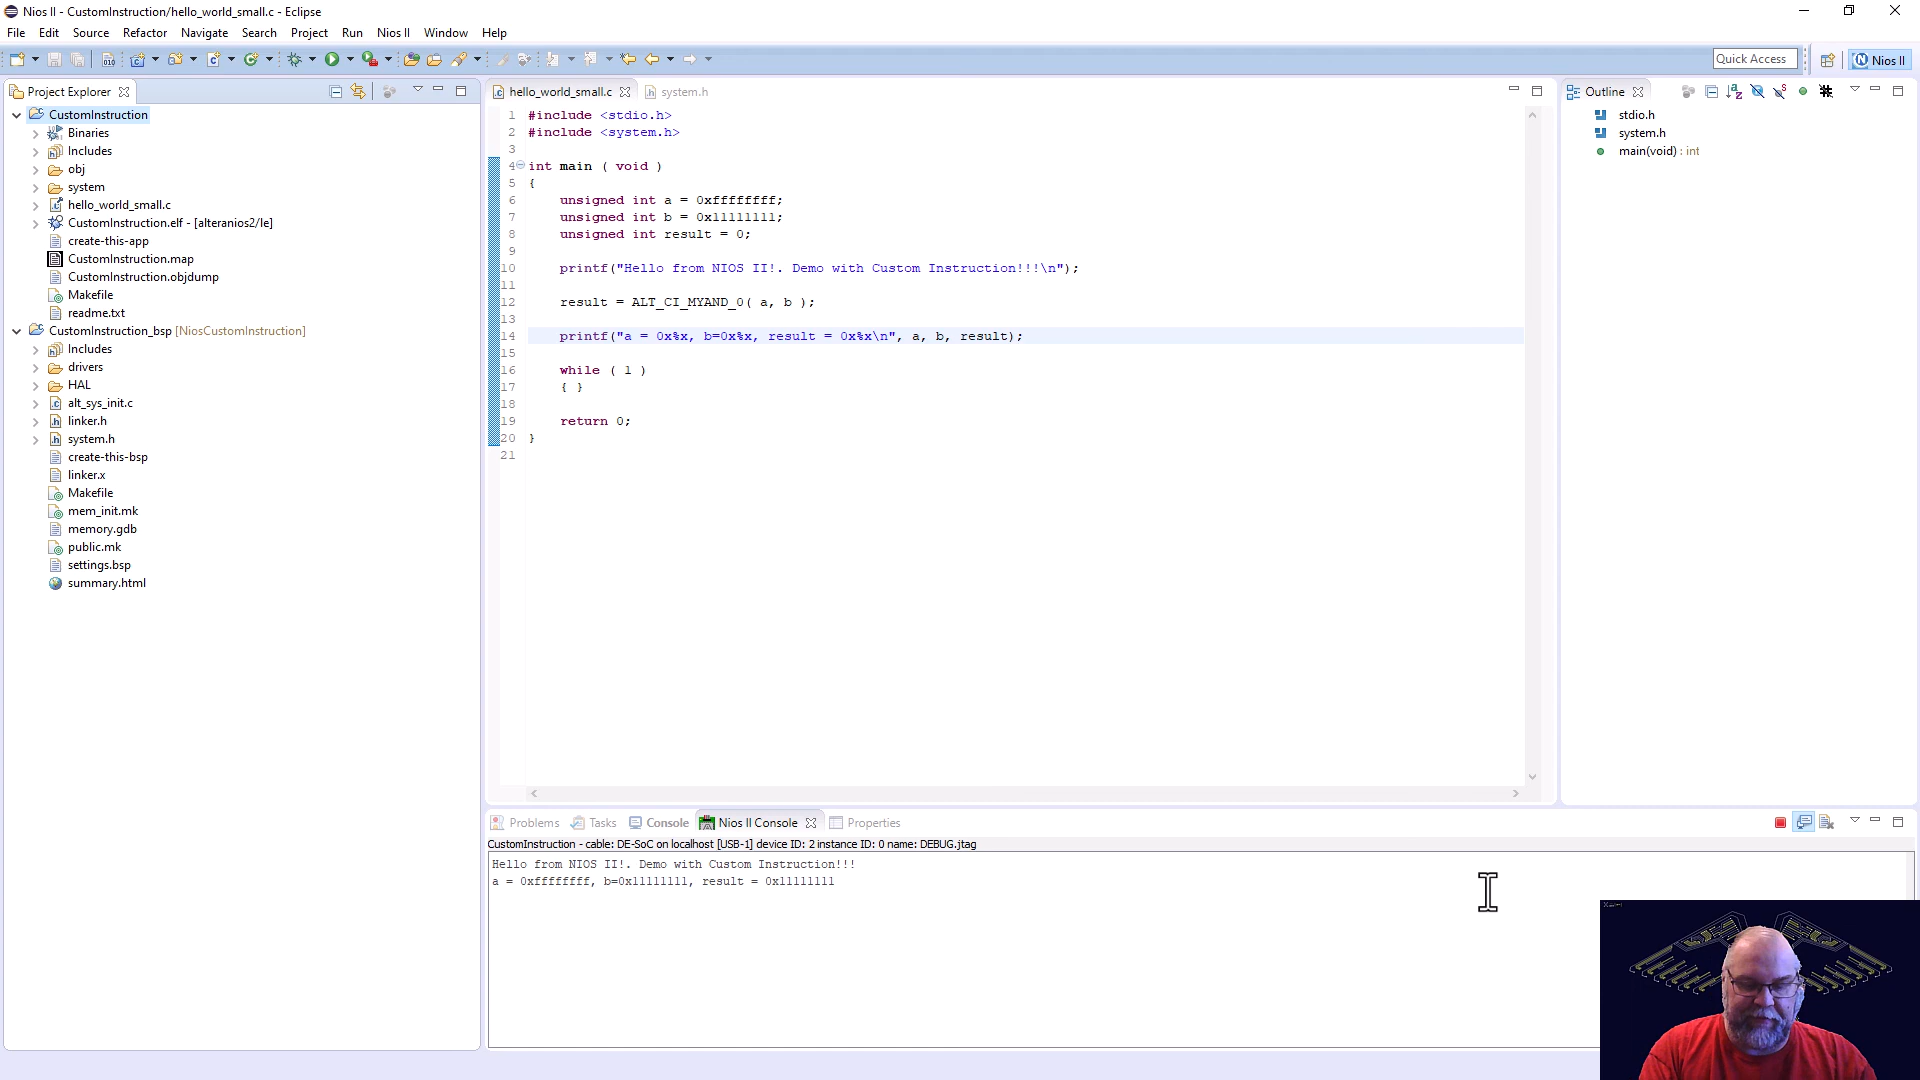 Nios II - CustomInstruction/hello_world_small.c - Eclipse
File Edit Source Refactor Navigate Search Project Run Nios II Window Help
Quick Access
Nios II
Project Explorer
CustomInstruction
Binaries
Includes
obj
system
hello_world_small.c
CustomInstruction.elf - [alteranios2/le]
create-this-app
CustomInstruction.map
CustomInstruction.objdump
Makefile
readme.txt
CustomInstruction_bsp [NiosCustomInstruction]
Includes
drivers
HAL
alt_sys_init.c
linker.h
system.h
create-this-bsp
linker.x
Makefile
mem_init.mk
memory.gdb
public.mk
settings.bsp
summary.html
hello_world_small.c system.h
1 #include <stdio.h>
2 #include <system.h>
3
4 int main ( void )
5 {
6 unsigned int a = 0xffffffff;
7 unsigned int b = 0x11111111;
8 unsigned int result = 0;
9
10 printf("Hello from NIOS II!. Demo with Custom Instruction!!!\n");
11
12 result = ALT_CI_MYAND_0( a, b );
13
14 printf("a = 0x%x, b=0x%x, result = 0x%x\n", a, b, result);
15
16 while ( 1 )
17 { }
18
19 return 0;
20 }
21
Outline
stdio.h
system.h
main(void) : int
Problems Tasks Console Nios II Console Properties
CustomInstruction - cable: DE-SoC on localhost [USB-1] device ID: 2 instance ID: 0 name: DEBUG.jtag
Hello from NIOS II!. Demo with Custom Instruction!!!
a = 0xffffffff, b=0x11111111, result = 0x11111111